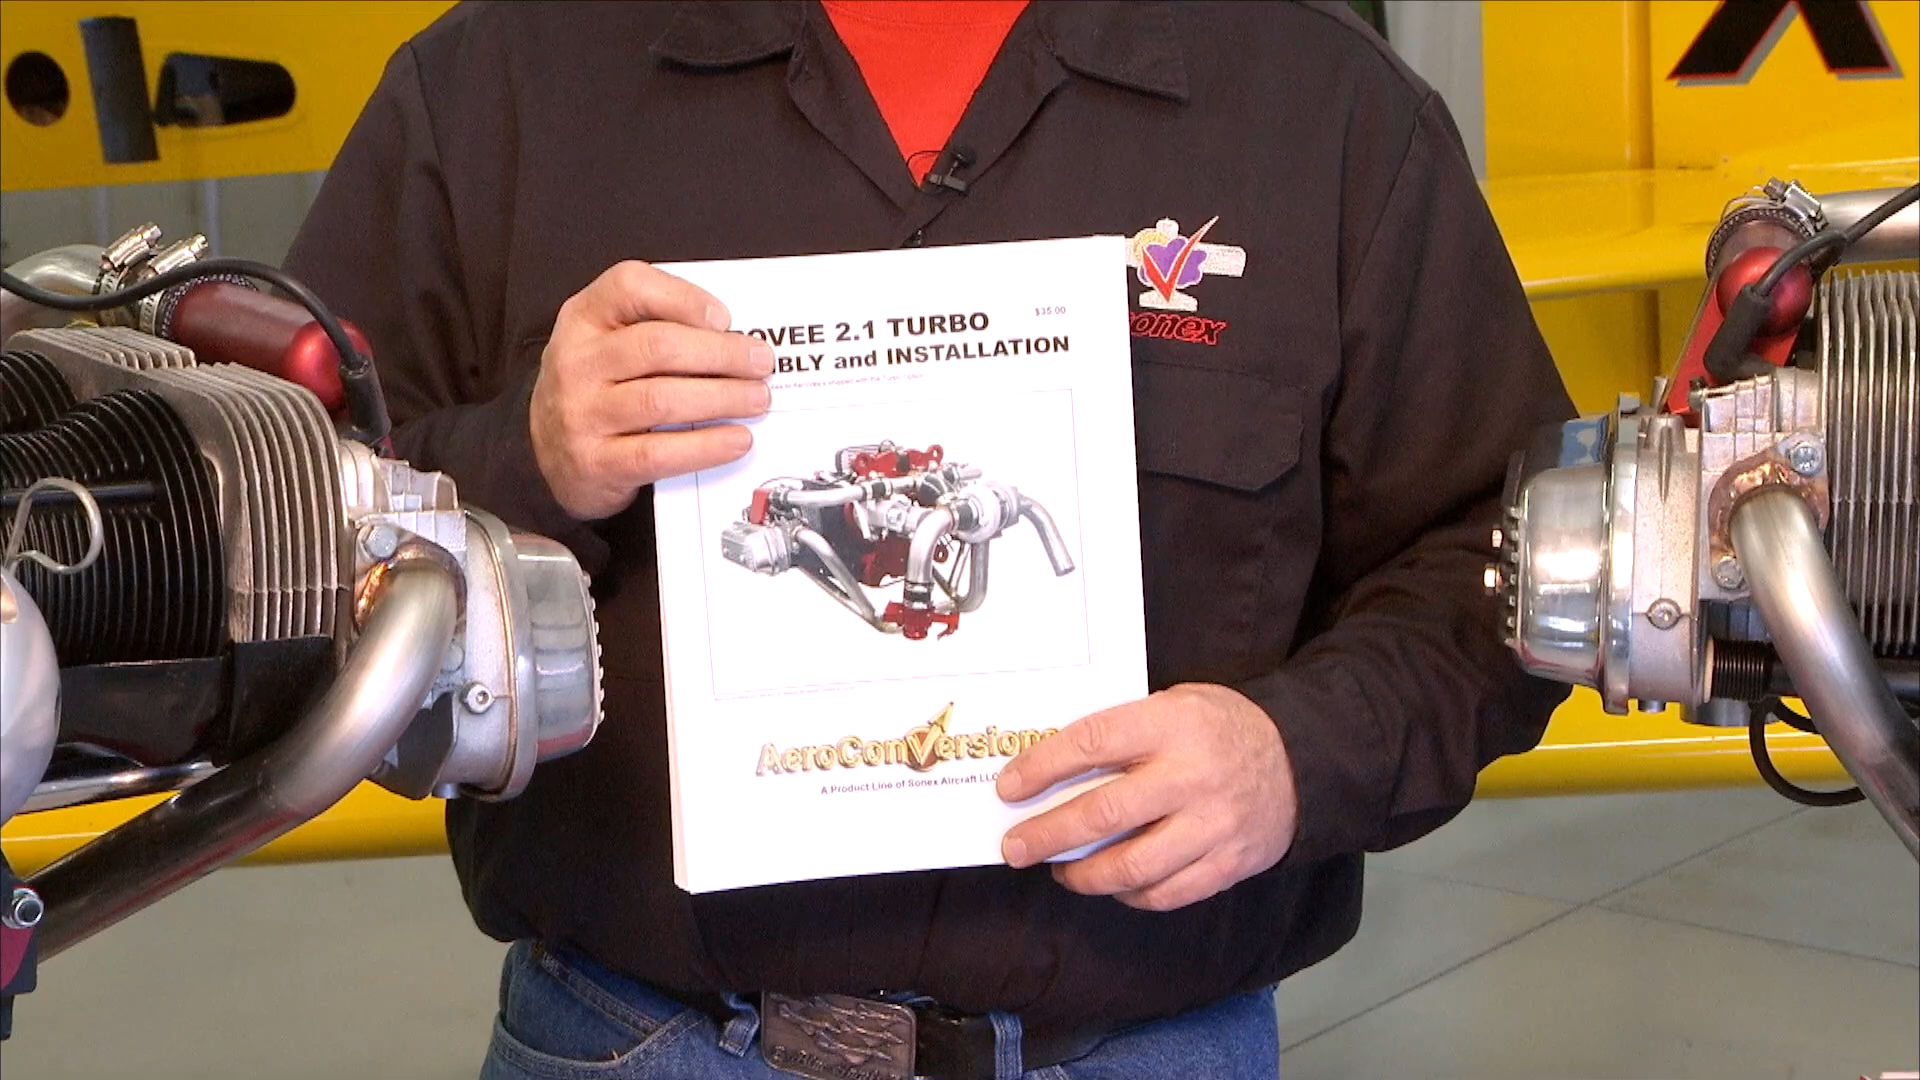 X
$35.00
OVEE 2.1 TURBO
BLY and INSTALLATION
AeroConversions
A Product Line of Sonex Aircraft LLC
onex